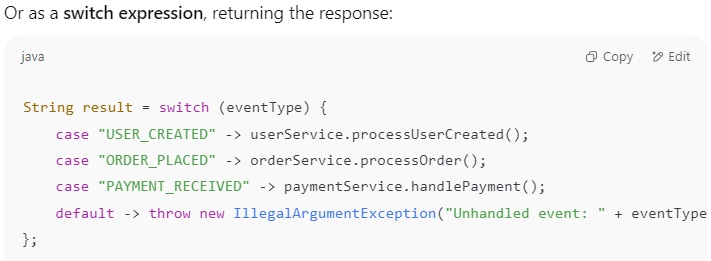 Or as a switch expression, returning the response:
java
Copy Edit
String result = switch (eventType) {
    case "USER_CREATED" -> userService.processUserCreated();
    case "ORDER_PLACED" -> orderService.processOrder();
    case "PAYMENT_RECEIVED" -> paymentService.handlePayment();
    default -> throw new IllegalArgumentException("Unhandled event: " + eventType
};